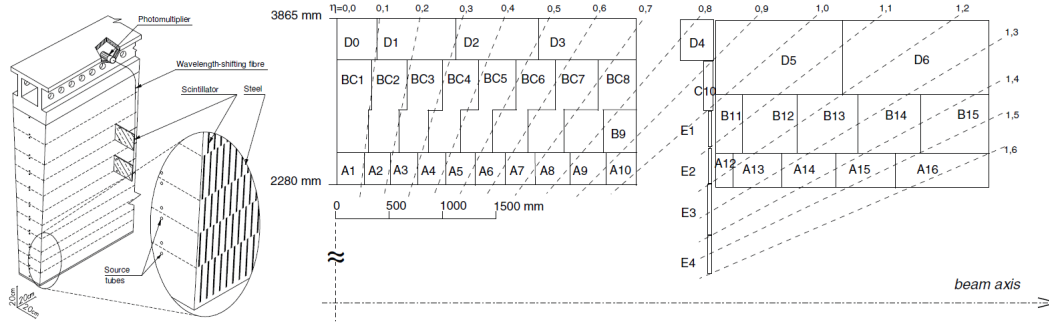 Photomultiplier
Wavelength-shifting fibre
Scintillator Steel
Source
tubes
20cm
20cm
20cm
3865 mm η=0,0 0,1 0,2 0,3 0,4 0,5 0,6 0,7 0,8 0,9 1,0 1,1 1,2
1,3
D0 D1 D2 D3 D4 D5 D6
1,4
BC1 BC2 BC3 BC4 BC5 BC6 BC7 BC8 C10
1,5
B9 E1 B11 B12 B13 B14 B15
1,6
A1 A2 A3 A4 A5 A6 A7 A8 A9 A10 E2 A12 A13 A14 A15 A16
2280 mm
0 500 1000 1500 mm
E3
E4
≈
beam axis